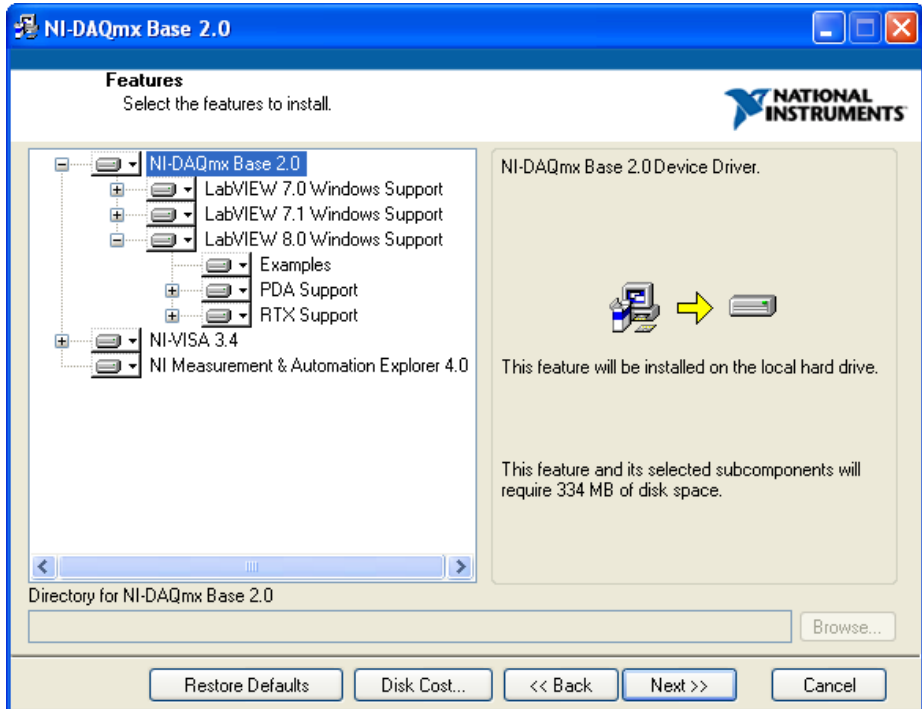 NI-DAQmx Base 2.0
Features
Select the features to install.
NATIONAL
INSTRUMENTS
NI-DAQmx Base 2.0
LabVIEW 7.0 Windows Support
LabVIEW 7.1 Windows Support
LabVIEW 8.0 Windows Support
Examples
PDA Support
RTX Support
NI-VISA 3.4
NI Measurement & Automation Explorer 4.0
NI-DAQmx Base 2.0 Device Driver.
This feature will be installed on the local hard drive.
This feature and its selected subcomponents will
require 334 MB of disk space.
Directory for NI-DAQmx Base 2.0
Browse...
Restore Defaults
Disk Cost...
<< Back
Next >>
Cancel